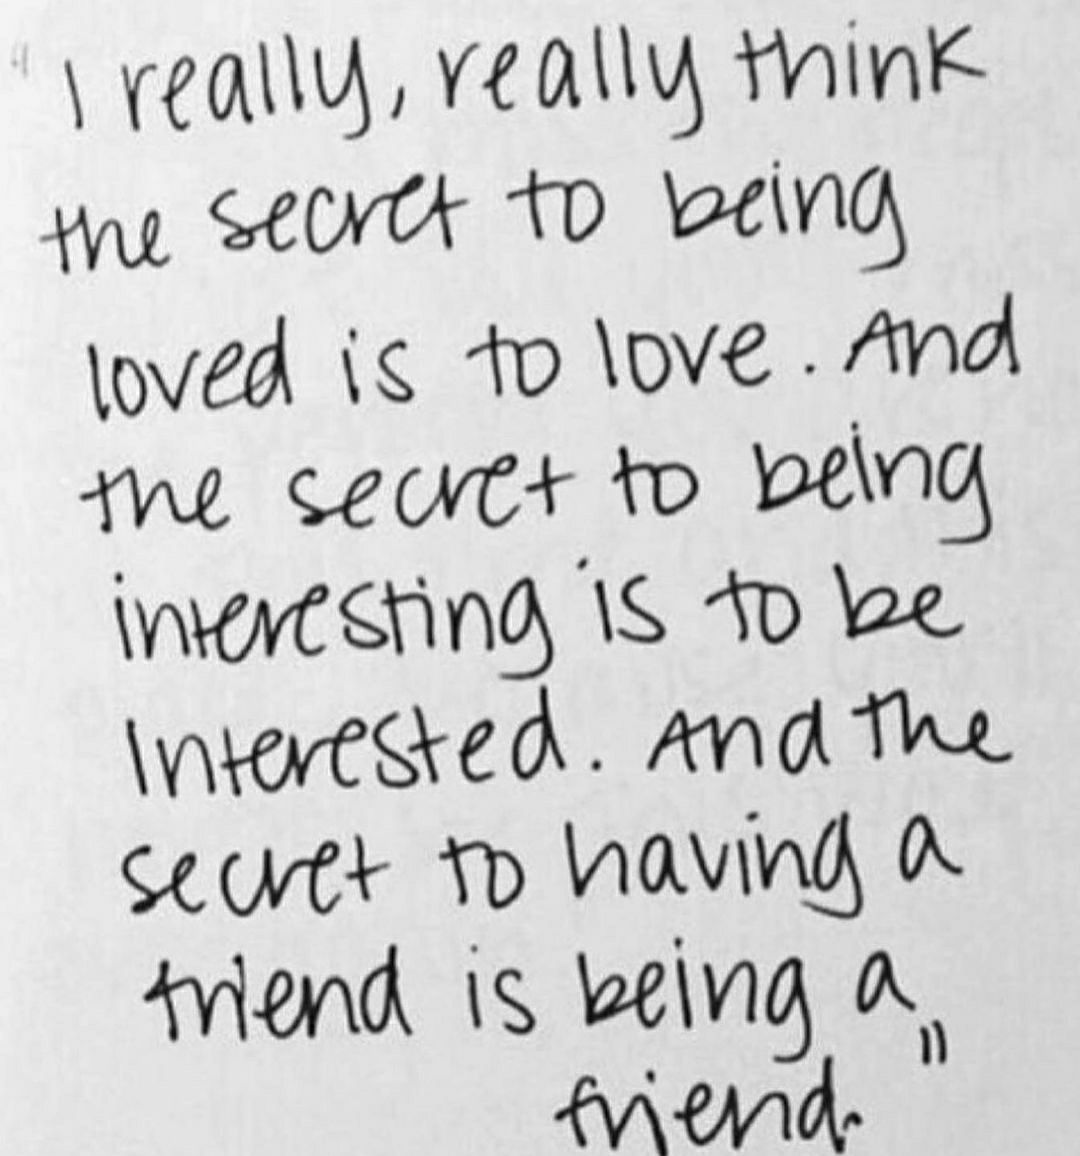 "I really, really think
the secret to being
loved is to love. And
the secret to being
interesting is to be
Interested. And the
secret to having a
friend is being a
friend."